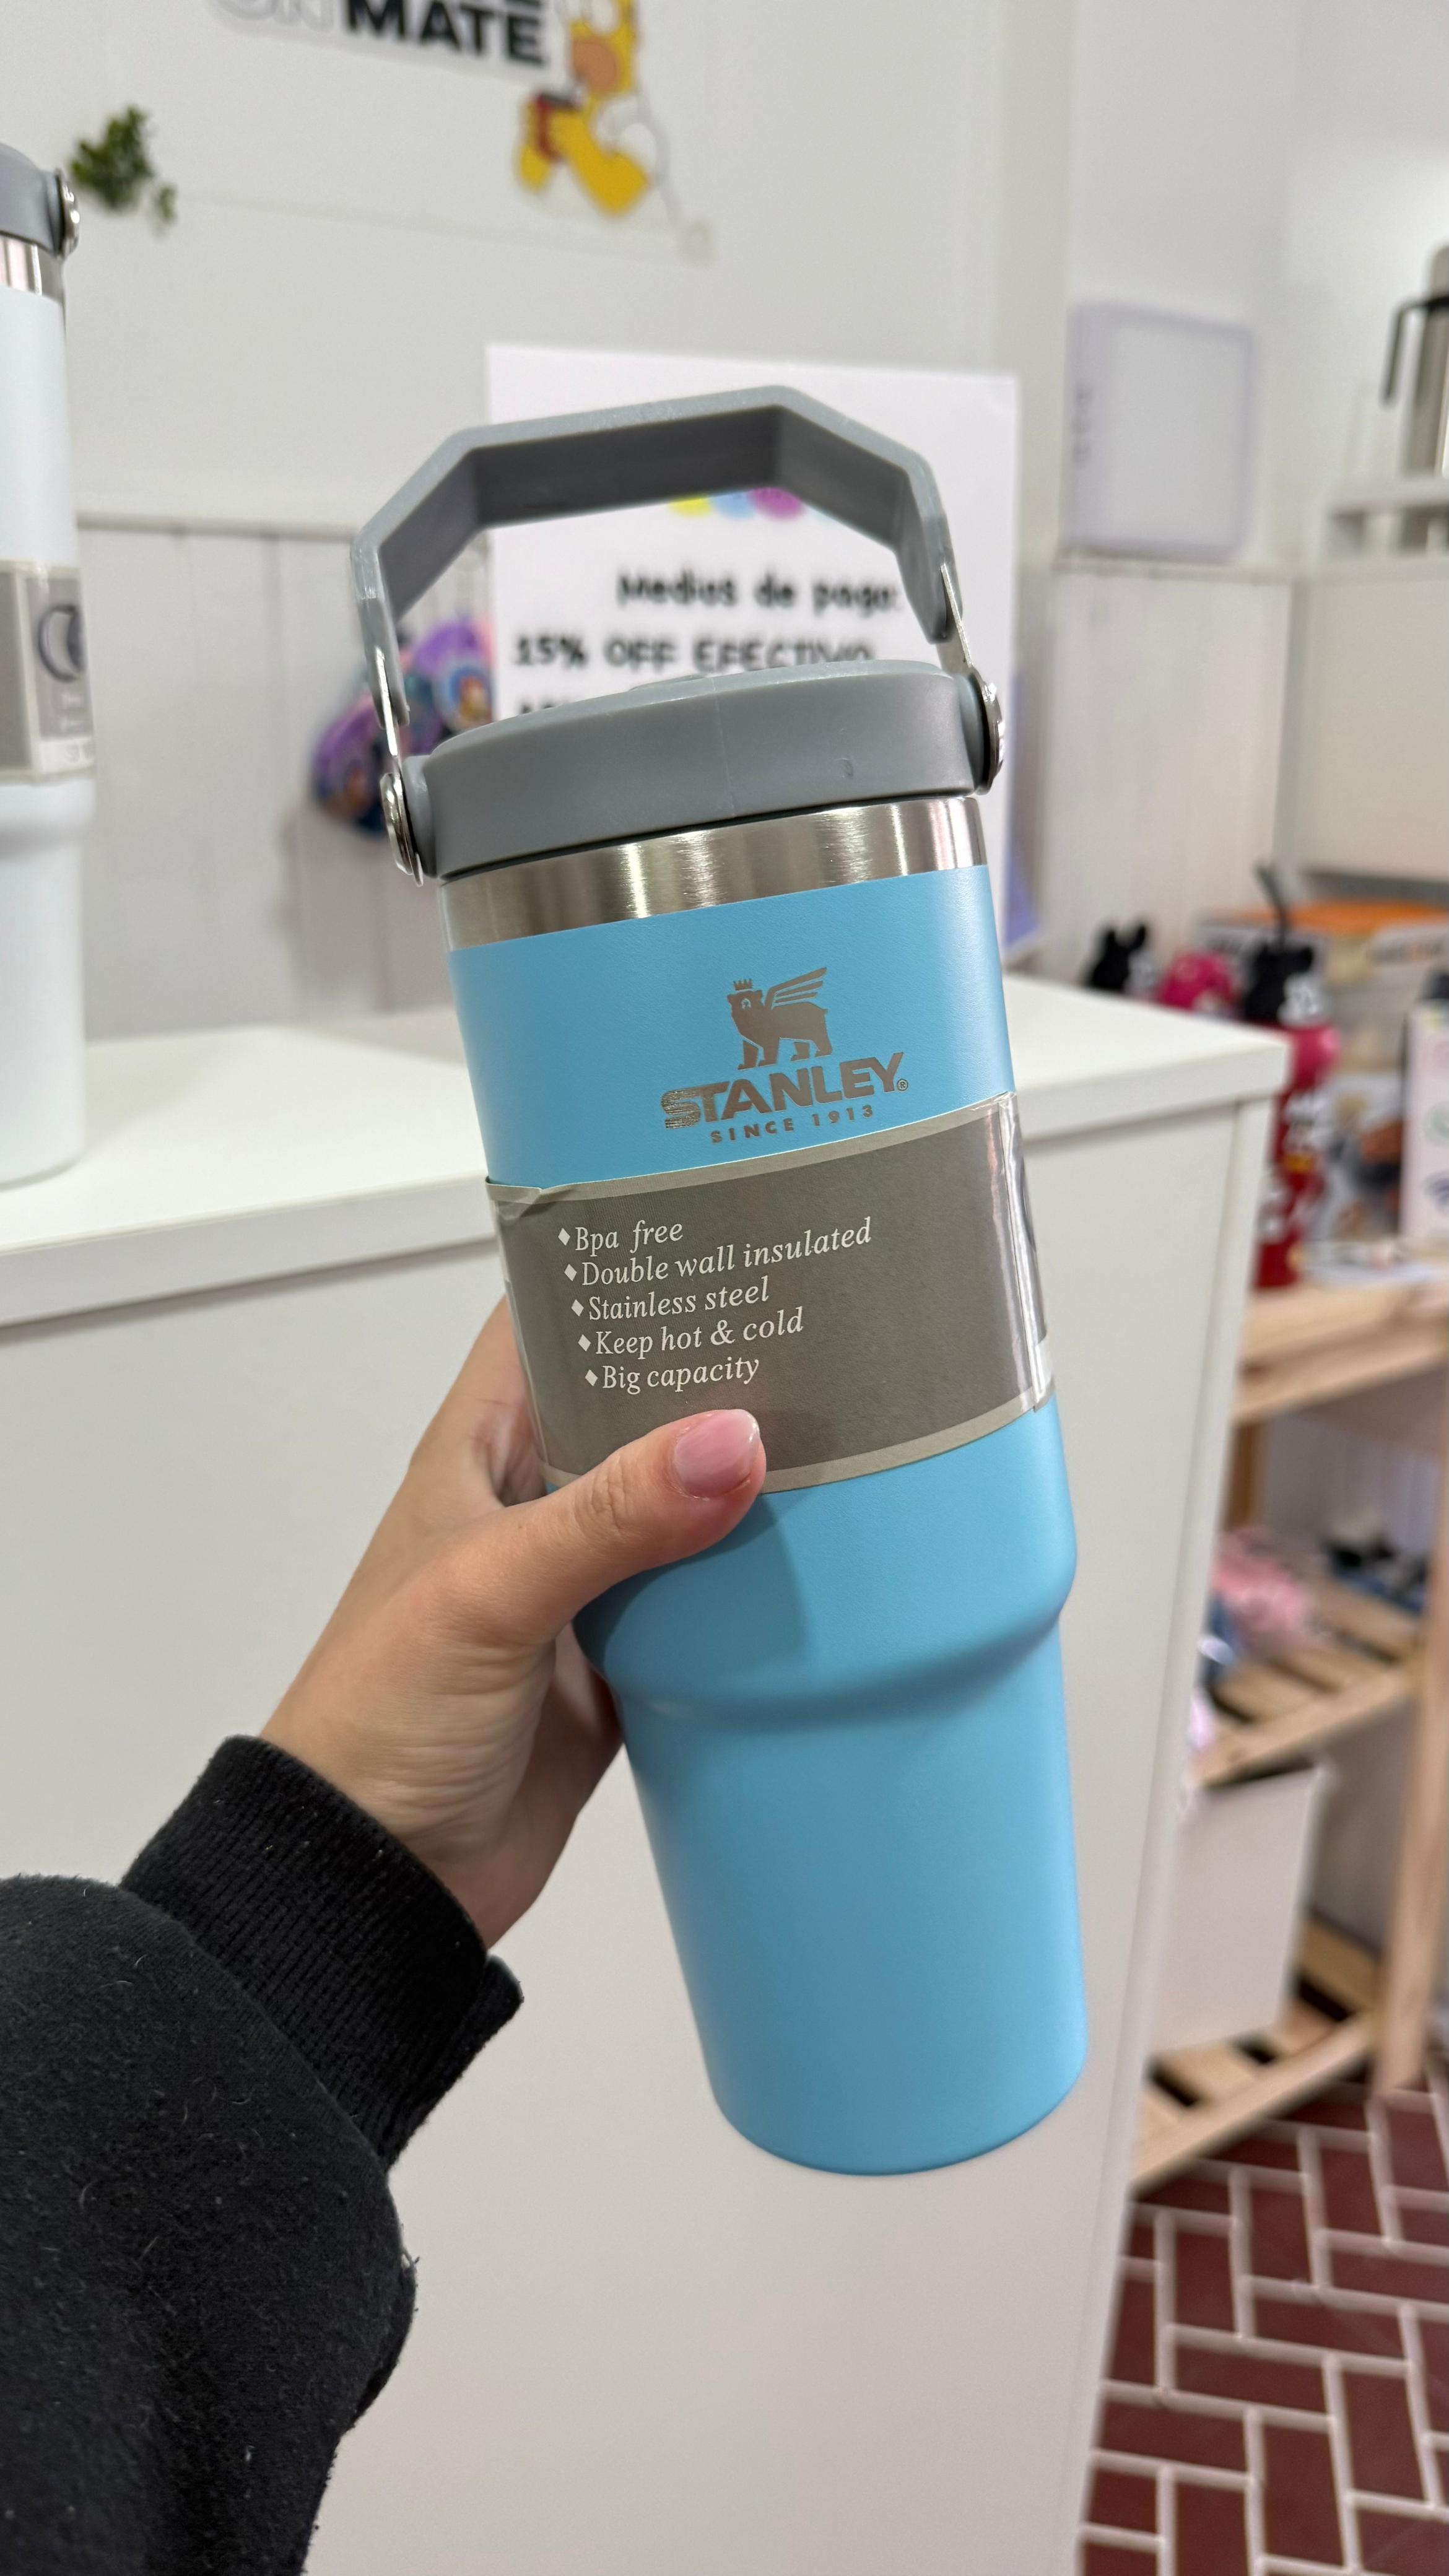 MATE
Medios de pago:
15% OFF EFECTIVO
STANLEY®
SINCE 1913
♦Bpa free
♦Double wall insulated
♦Stainless steel
♦Keep hot & cold
♦Big capacity